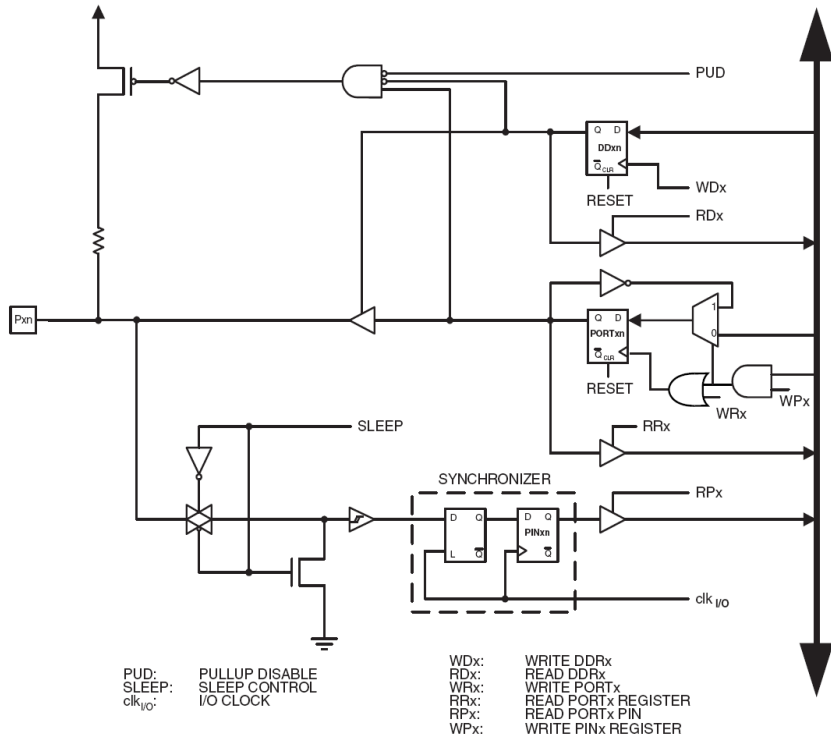 PUD
Q D
DDxn
Q CLR
WDx
RESET
RDx
Pxn
1
Q D
PORTxn
0
Q CLR
RESET
WPx
WRx
RRx
SLEEP
SYNCHRONIZER
RPx
D Q
D Q
PINxn
L Q
Q
clk I/O
PUD: PULLUP DISABLE
SLEEP: SLEEP CONTROL
clkI/O: I/O CLOCK
WDx: WRITE DDRx
RDx: READ DDRx
WRx: WRITE PORTx
RRx: READ PORTx REGISTER
RPx: READ PORTx PIN
WPx: WRITE PINx REGISTER